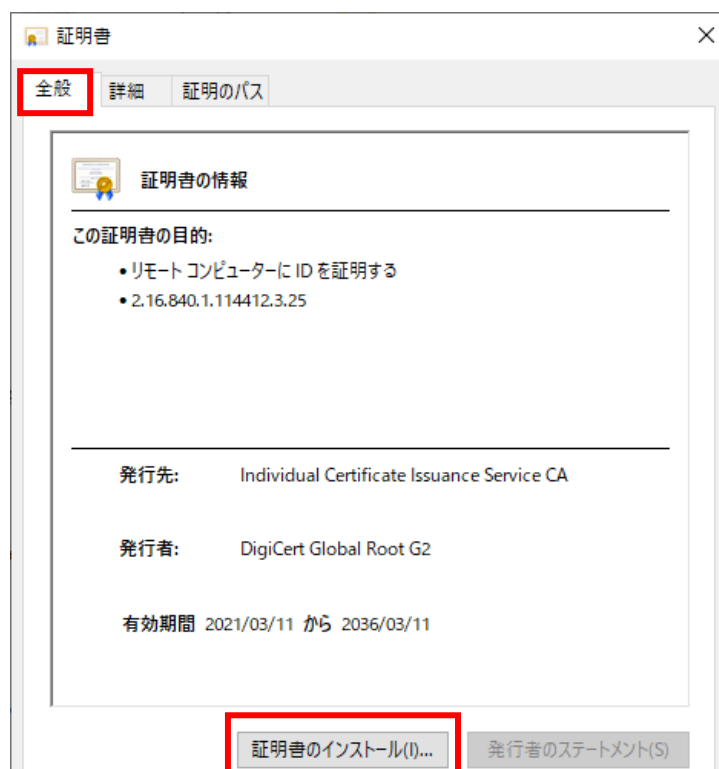 証明書
全般 詳細 証明のパス
証明書の情報
この証明書の目的:
• リモート コンピューターに ID を証明する
• 2.16.840.1.114412.3.25
発行先: Individual Certificate Issuance Service CA
発行者: DigiCert Global Root G2
有効期間 2021/03/11 から 2036/03/11
証明書のインストール(I)... 発行者のステートメント(S)